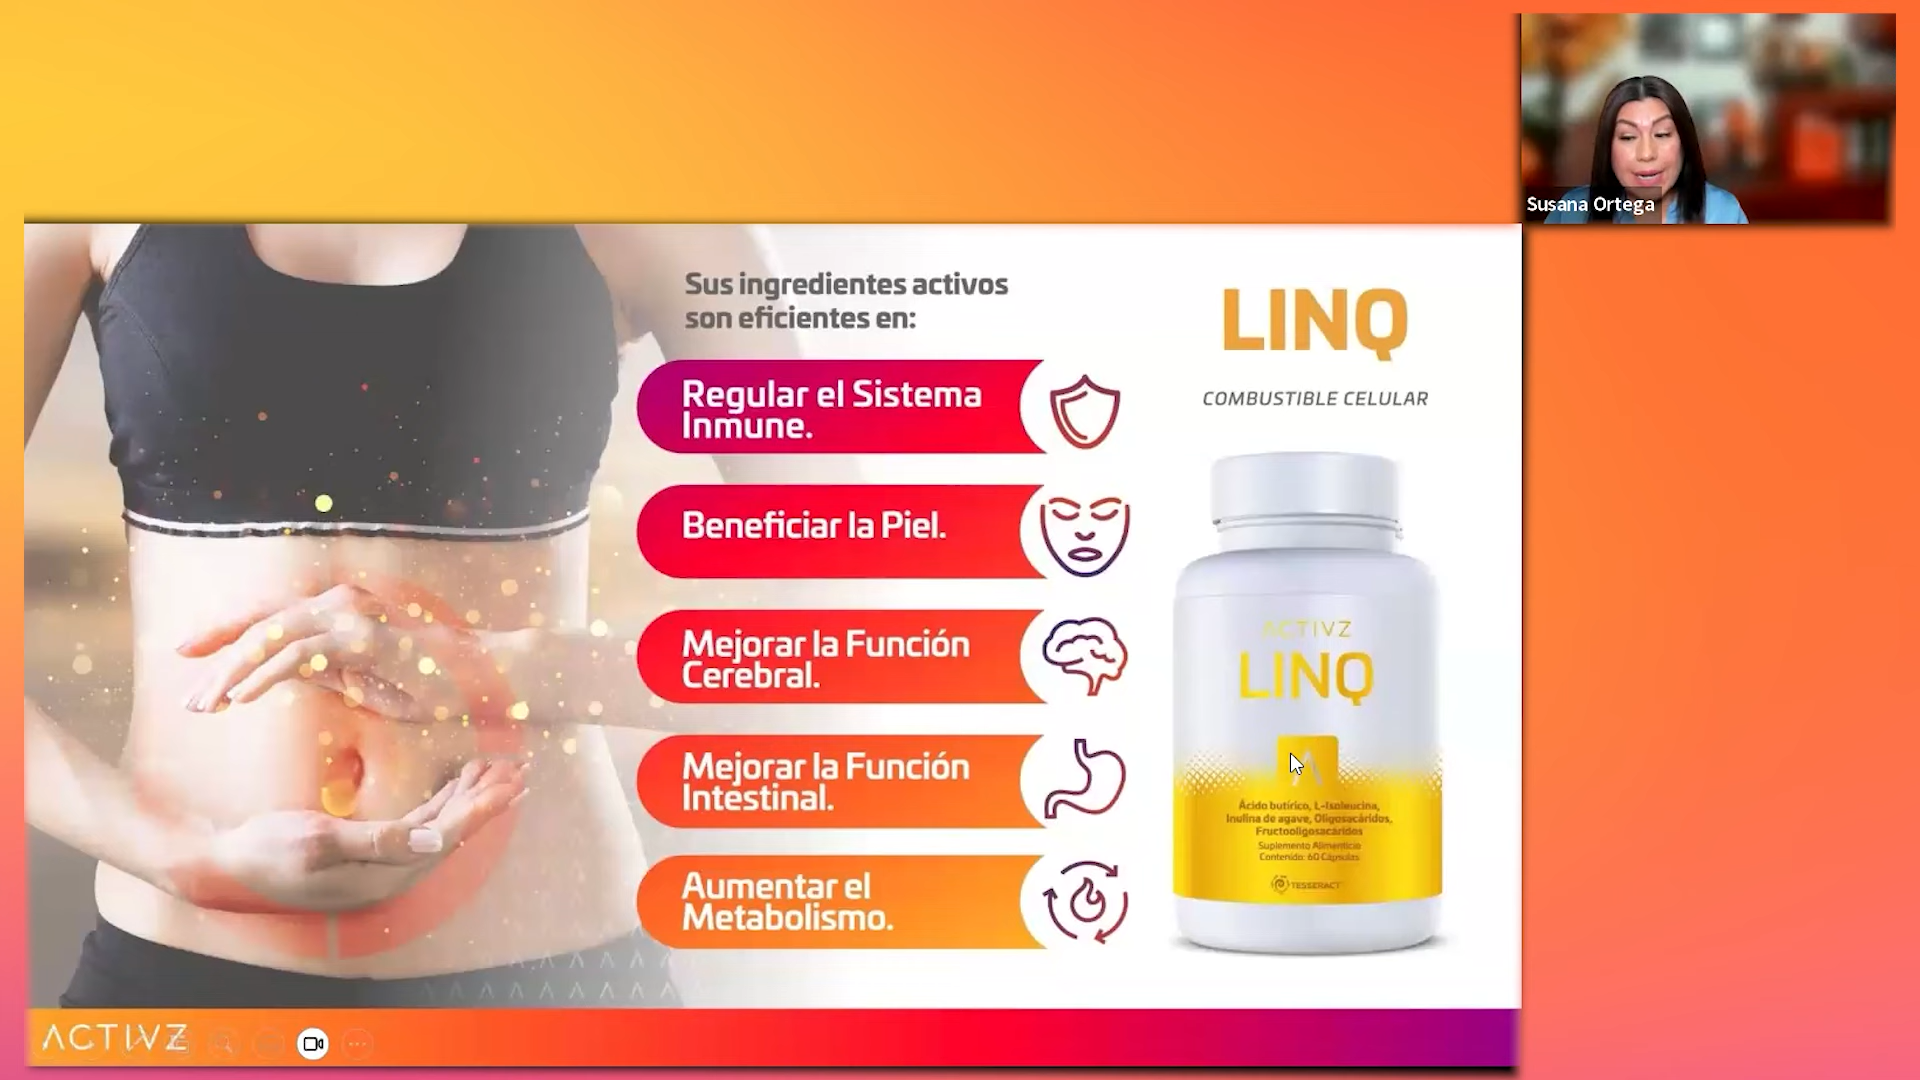 Susana Ortega
Sus ingredientes activos
son eficientes en:
Regular el Sistema
Inmune.
Beneficiar la Piel.
Mejorar la Función
Cerebral.
Mejorar la Función
Intestinal.
Aumentar el
Metabolismo.
LINQ
COMBUSTIBLE CELULAR
ACTIVZ
LINQ
Ácido butírico, L-Isoleucina,
Inulina de agave, Oligosacáridos,
Fructooligosacáridos
Suplemento Alimenticio
Contenido: 60 Cápsulas
TESSERACT
ACTIVZ